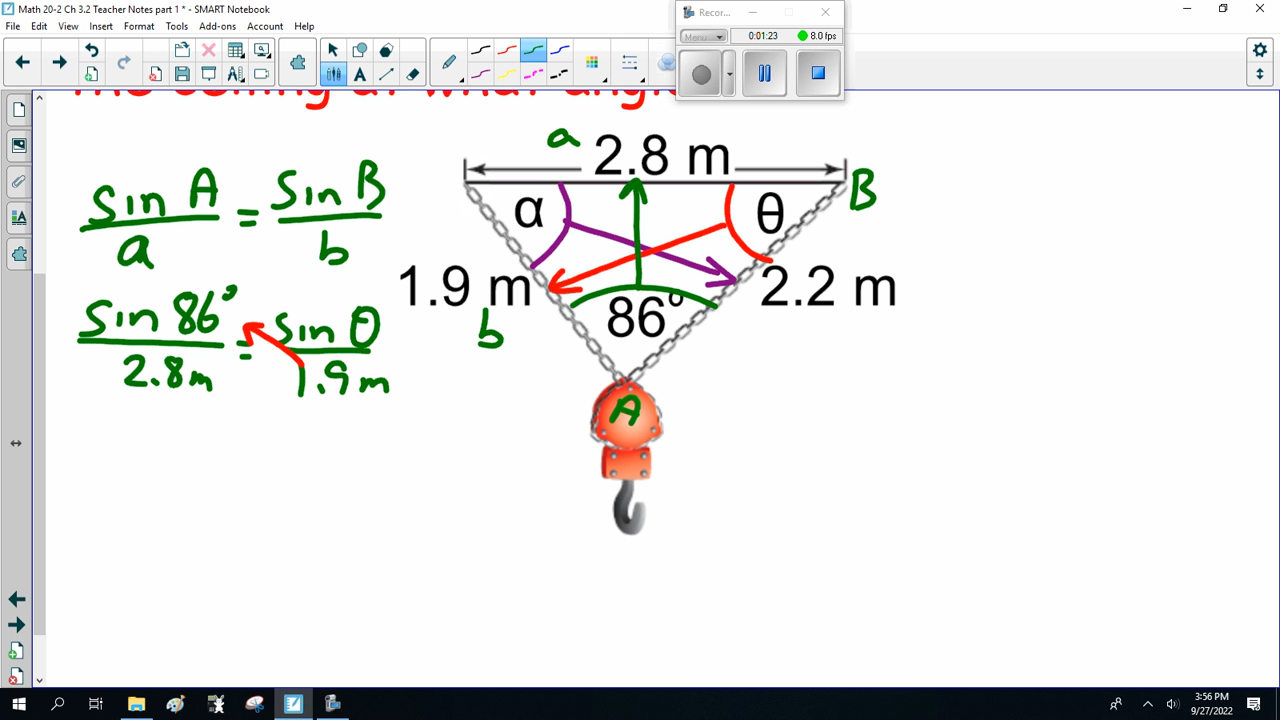 Math 20-2 Ch 3.2 Teacher Notes part 1 * - SMART Notebook
File Edit View Insert Format Tools Add-ons Account Help
Recor...
Menu
0:01:23
8.0 fps
a
2.8 m
sin A / a = sin B / b
B
α
θ
1.9 m
2.2 m
b
86°
sin 86° / 2.8m = sin θ / 1.9m
A
3:56 PM
9/27/2022